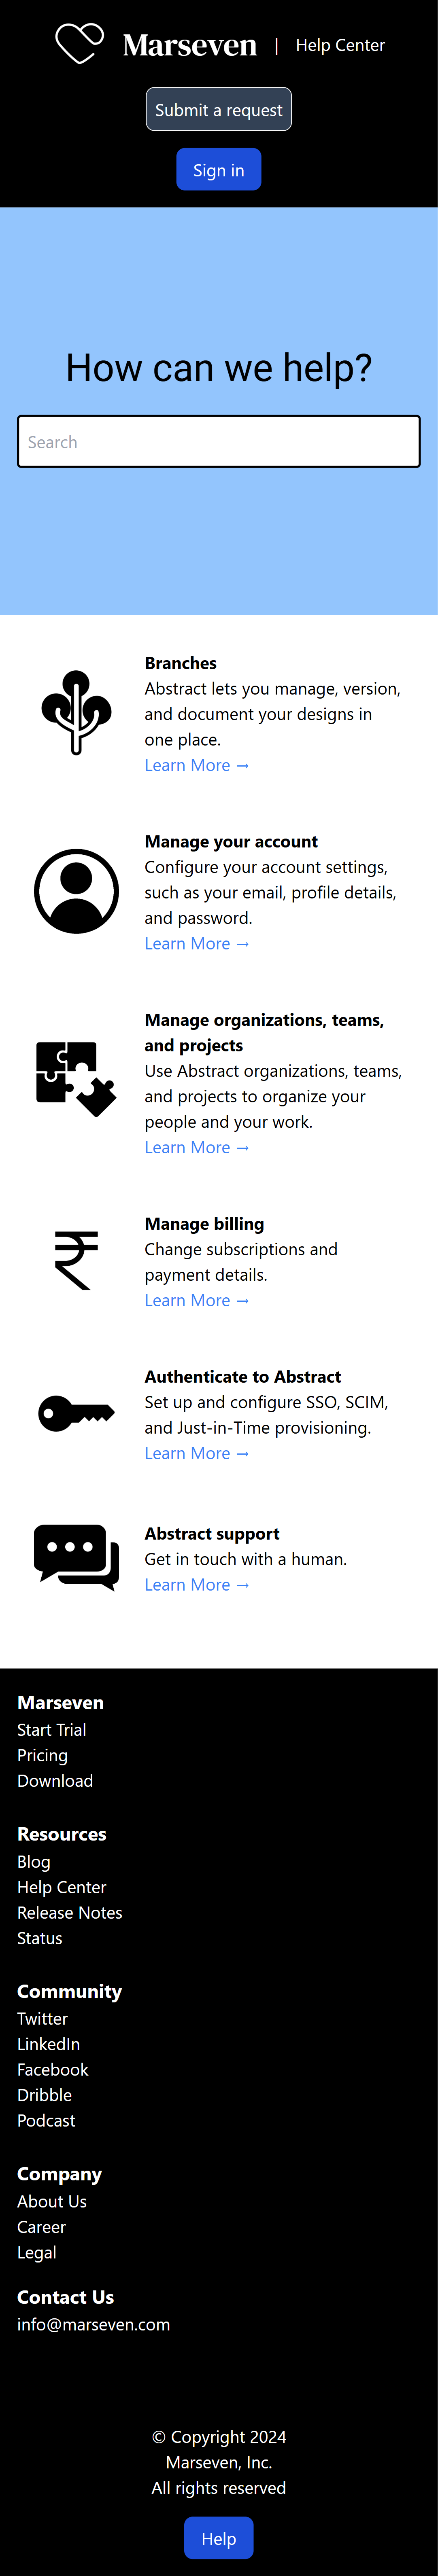 Marseven | Help Center
Submit a request
Sign in
How can we help?
Search
Branches
Abstract lets you manage, version,
and document your designs in
one place.
Learn More →
Manage your account
Configure your account settings,
such as your email, profile details,
and password.
Learn More →
Manage organizations, teams,
and projects
Use Abstract organizations, teams,
and projects to organize your
people and your work.
Learn More →
Manage billing
Change subscriptions and
payment details.
Learn More →
Authenticate to Abstract
Set up and configure SSO, SCIM,
and Just-in-Time provisioning.
Learn More →
Abstract support
Get in touch with a human.
Learn More →
Marseven
Start Trial
Pricing
Download
Resources
Blog
Help Center
Release Notes
Status
Community
Twitter
LinkedIn
Facebook
Dribble
Podcast
Company
About Us
Career
Legal
Contact Us
info@marseven.com
© Copyright 2024
Marseven, Inc.
All rights reserved
Help